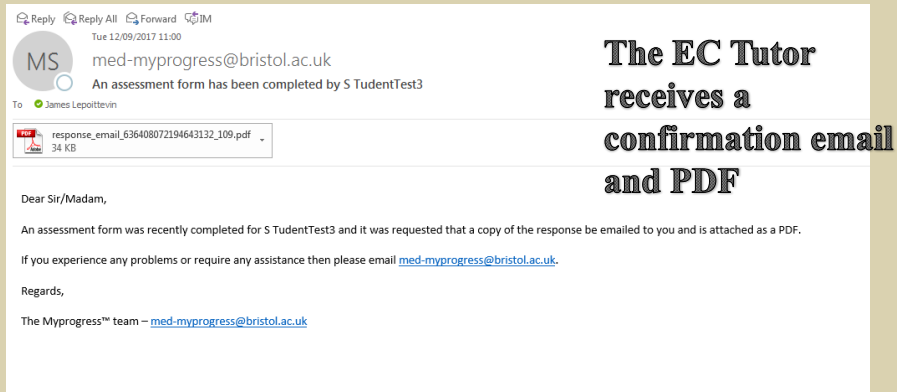 Reply Reply All Forward IM
Tue 12/09/2017 11:00
MS
med-myprogress@bristol.ac.uk
An assessment form has been completed by S TudentTest3
To James Lepoittevin
PDF
Adobe
response_email_636408072194643132_109.pdf
34 KB
The EC Tutor
receives a
confirmation email
and PDF
Dear Sir/Madam,
An assessment form was recently completed for S TudentTest3 and it was requested that a copy of the response be emailed to you and is attached as a PDF.
If you experience any problems or require any assistance then please email med-myprogress@bristol.ac.uk.
Regards,
The Myprogress™ team – med-myprogress@bristol.ac.uk